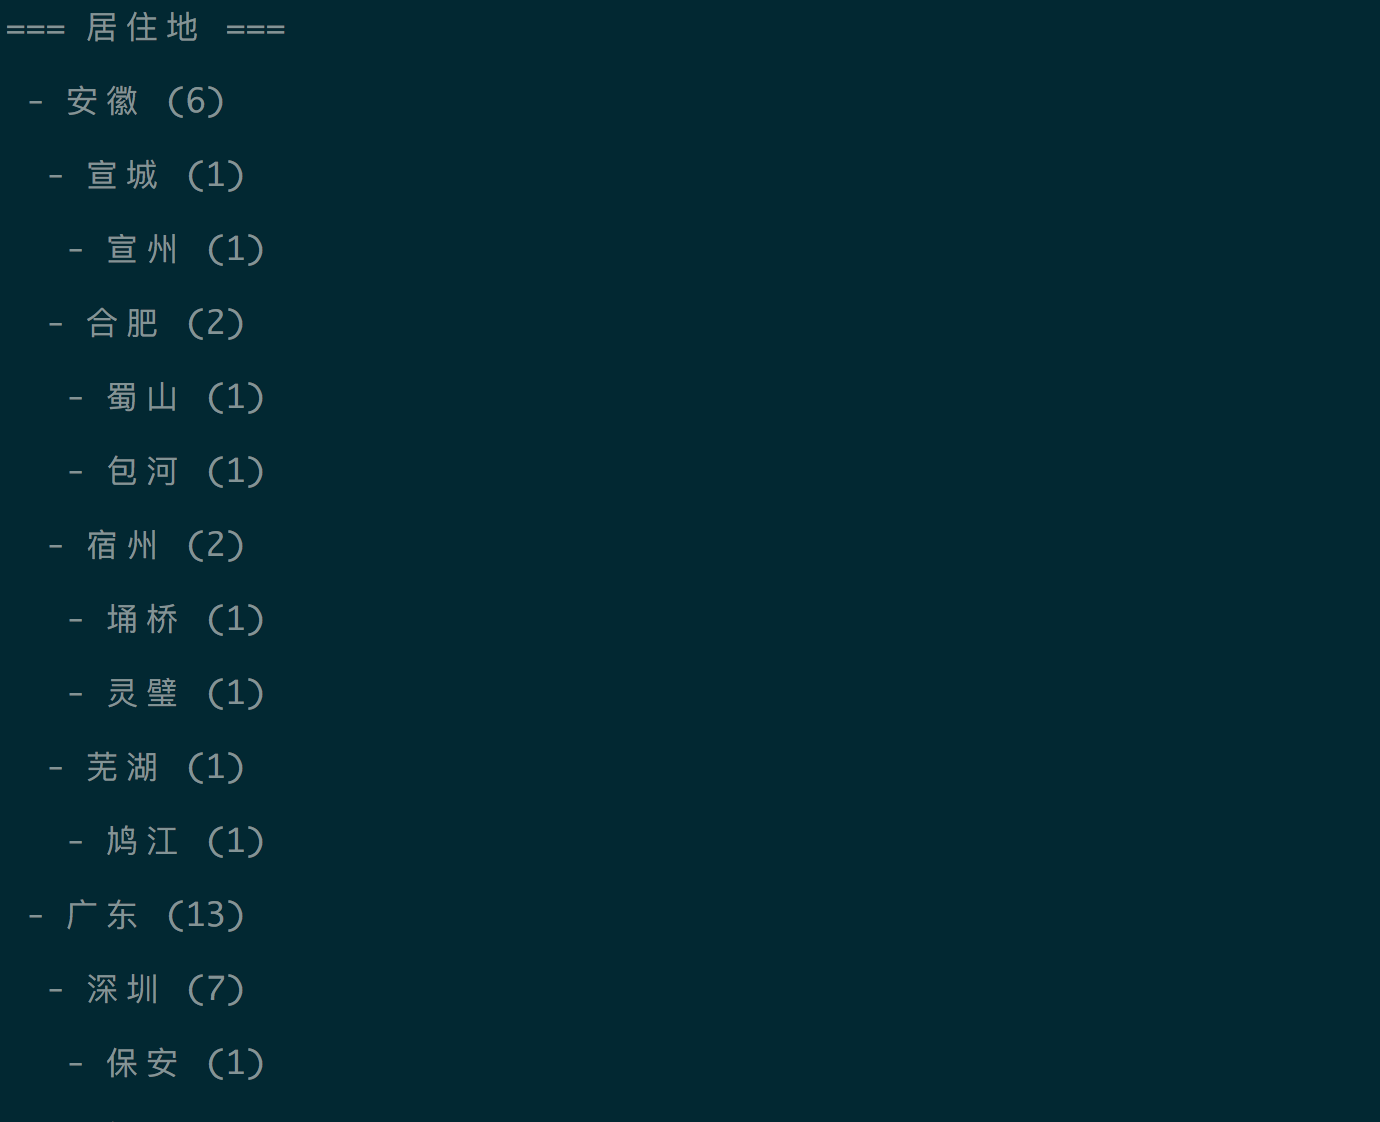 === 居住地 ===
- 安徽 (6)
- 宣城 (1)
- 宣州 (1)
- 合肥 (2)
- 蜀山 (1)
- 包河 (1)
- 宿州 (2)
- 埇桥 (1)
- 灵璧 (1)
- 芜湖 (1)
- 鸠江 (1)
- 广东 (13)
- 深圳 (7)
- 保安 (1)